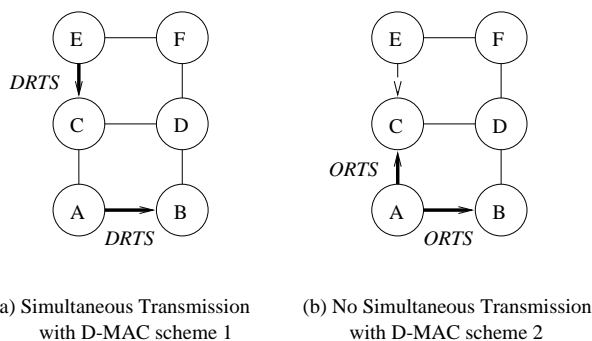 E F E F
DRTS
C D C D
ORTS
A B A B
DRTS ORTS
a) Simultaneous Transmission (b) No Simultaneous Transmission
with D-MAC scheme 1 with D-MAC scheme 2